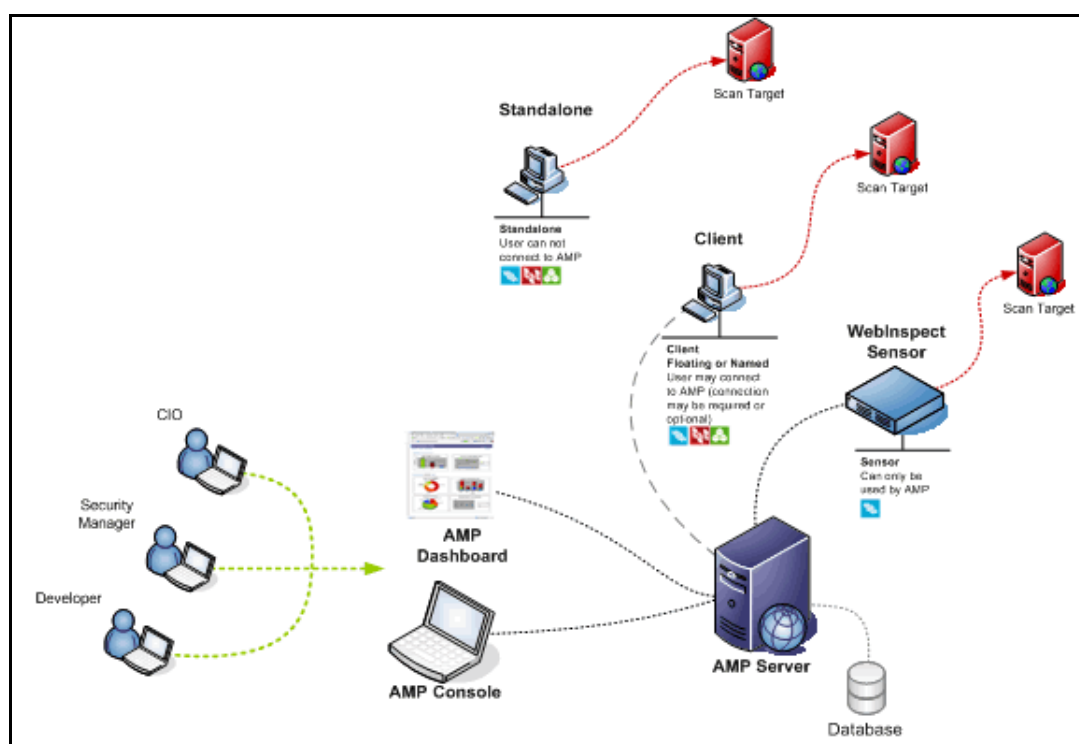 Scan Target
Standalone
Standalone
User can not
connect to AMP
Scan Target
Client
Client
Floating or Named
User may connect
to AMP (connection
may be required or
optional)
Scan Target
WebInspect
Sensor
Sensor
Can only be
used by AMP
CIO
Security
Manager
Developer
AMP
Dashboard
AMP Console
AMP Server
Database